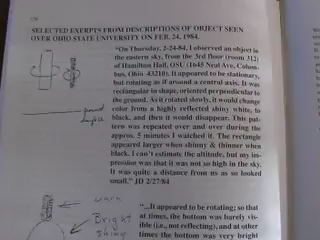 SELECTED EXERPTS FROM DESCRIPTIONS OF OBJECT SEEN
OVER OHIO STATE UNIVERSITY ON FEB. 24, 1984.
"On Thursday, 2-24-84, I observed an object in
the eastern sky, from the 3rd floor (room 312)
of Hamilton Hall, OSU (1645 Neal Ave. Colum-
bus, Ohio 43210). It appeared to be stationary,
but rotating as if around a central axis. It was
rectangular in shape, oriented perpendicular to
the ground. As it rotated slowly, it would change
color from a highly reflected shiny white, to
black, and then it would disappear. This pat-
tern was repeated over and over during the
approx. 5 minutes I watched it. The rectangle
appeared larger when shinny & thinner when
black. I can't estimate the altitude, but my im-
pression was that it was not so high in the sky.
It was quite a distance from us as so looked
small." JD 2/27/84
ground
"...It appeared to be rotating; so that
at times, the bottom was barely vis-
ible (i.e., not reflecting), and at other
times the bottom was very bright
Bright
shiny